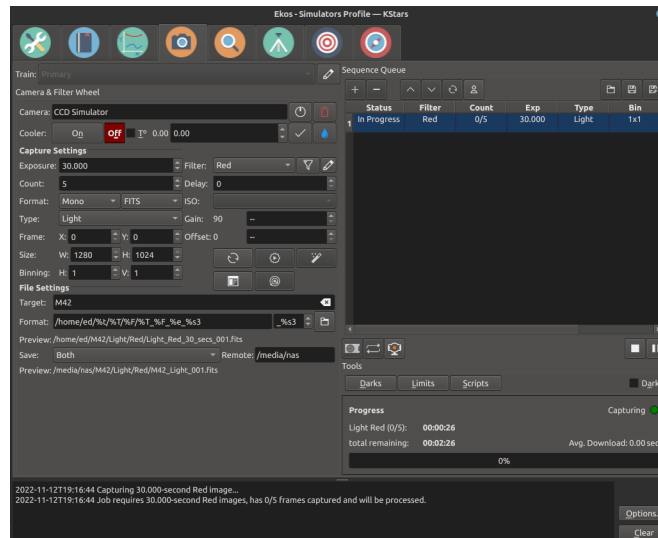 Ekos - Simulators Profile — KStars
Train: Primary
Camera & Filter Wheel
Camera: CCD Simulator
Cooler: On Off T° 0.00 0.00
Capture Settings
Exposure: 30.000 Filter: Red
Count: 5 Delay: 0
Format: Mono FITS ISO:
Type: Light Gain: 90 --
Frame: X: 0 Y: 0 Offset: 0 --
Size: W: 1280 H: 1024
Binning: H: 1 V: 1
File Settings
Target: M42
Format: /home/ed/%t/%T/%F/%T_%F_%e_%s3 _%s3
Preview: /home/ed/M42/Light/Red/Light_Red_30_secs_001.fits
Save: Both Remote: /media/nas
Preview: /media/nas/M42/Light/Red/M42_Light_001.fits
Sequence Queue
Status Filter Count Exp Type Bin
1 In Progress Red 0/5 30.000 Light 1x1
Tools
Darks Limits Scripts Dark
Progress Capturing
Light Red (0/5): 00:00:26
total remaining: 00:02:26 Avg. Download: 0.00 sec
0%
2022-11-12T19:16:44 Capturing 30.000-second Red image...
2022-11-12T19:16:44 Job requires 30.000-second Red images, has 0/5 frames captured and will be processed.
Options.
Clear